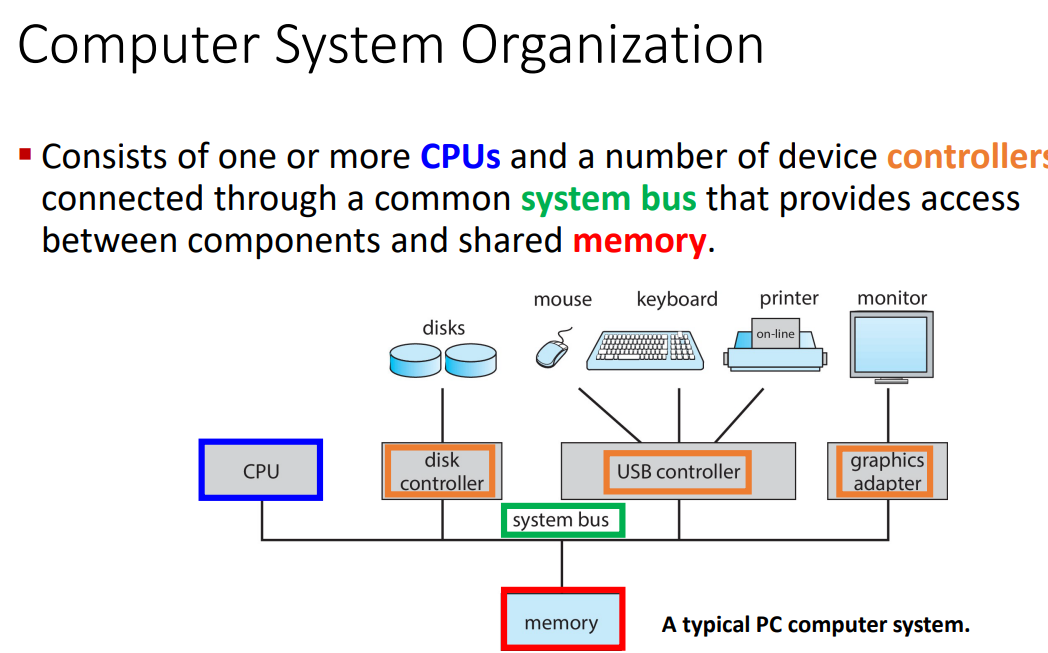 Computer System Organization
▪ Consists of one or more CPUs and a number of device controllers
connected through a common system bus that provides access
between components and shared memory.
mouse keyboard printer monitor
disks
on-line
CPU
disk
controller
USB controller
graphics
adapter
system bus
memory
A typical PC computer system.